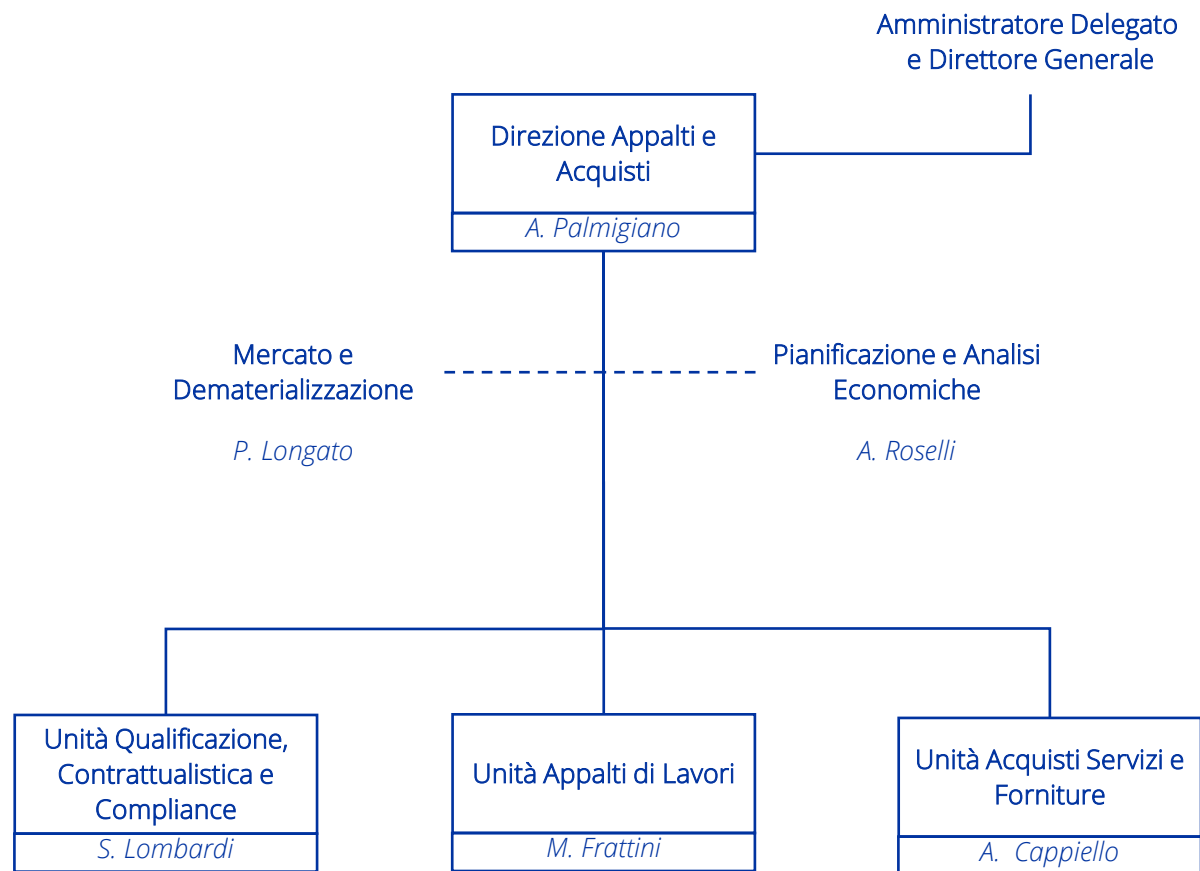 Amministratore Delegato
e Direttore Generale
Direzione Appalti e
Acquisti
A. Palmigiano
Mercato e
Dematerializzazione
P. Longato
Pianificazione e Analisi
Economiche
A. Roselli
Unità Qualificazione,
Contrattualistica e
Compliance
S. Lombardi
Unità Appalti di Lavori
M. Frattini
Unità Acquisti Servizi e
Forniture
A. Cappiello